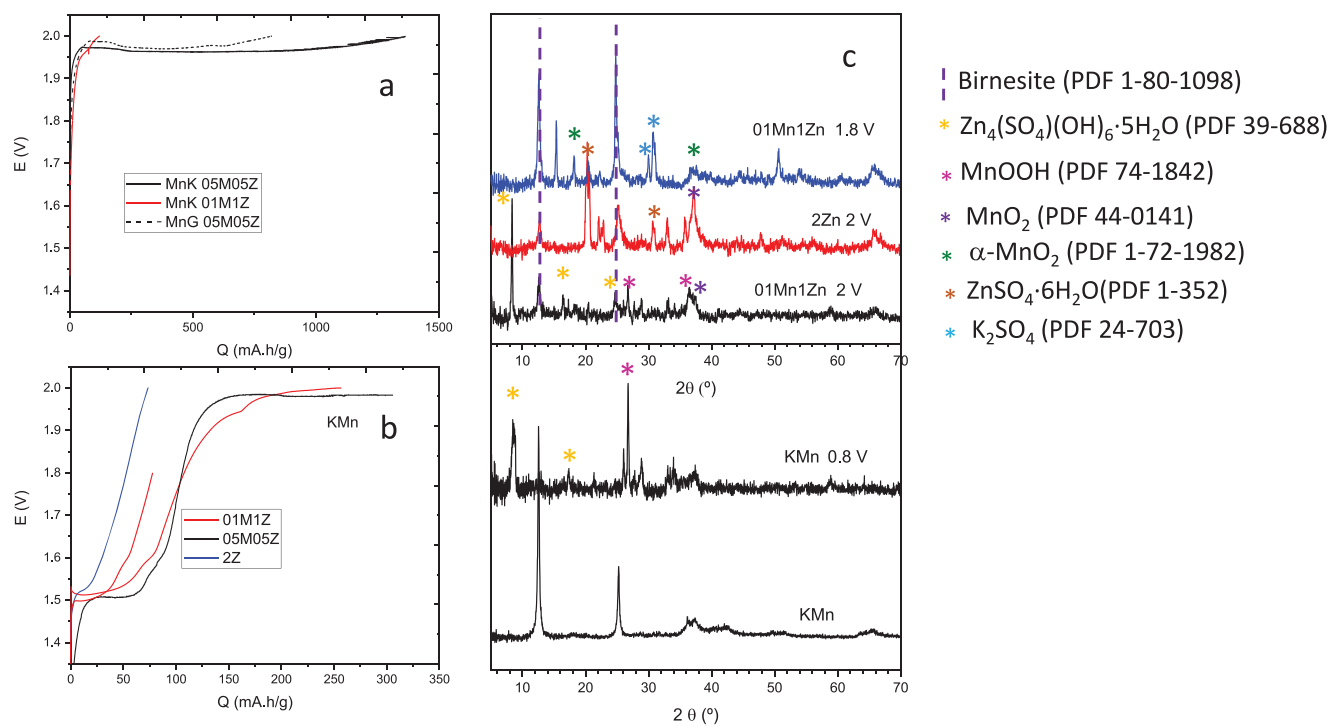 a
2.0
1.9
1.8
1.7
1.6
1.5
1.4
E (V)
MnK 05M05Z
MnK 01M1Z
MnG 05M05Z
0
500
1000
1500
Q (mA.h/g)
b
KMn
2.0
1.9
1.8
1.7
1.6
1.5
1.4
E (V)
01M1Z
05M05Z
2Z
0
50
100
150
200
250
300
350
Q (mA.h/g)
c
01Mn1Zn 1.8 V
2Zn 2 V
01Mn1Zn 2 V
10
20
30
40
50
60
70
2θ (º)
KMn 0.8 V
KMn
10
20
30
40
50
60
70
2 θ (º)
Birnesite (PDF 1-80-1098)
Zn₄(SO₄)(OH)₆·5H₂O (PDF 39-688)
MnOOH (PDF 74-1842)
MnO₂ (PDF 44-0141)
α-MnO₂ (PDF 1-72-1982)
ZnSO₄·6H₂O(PDF 1-352)
K₂SO₄ (PDF 24-703)